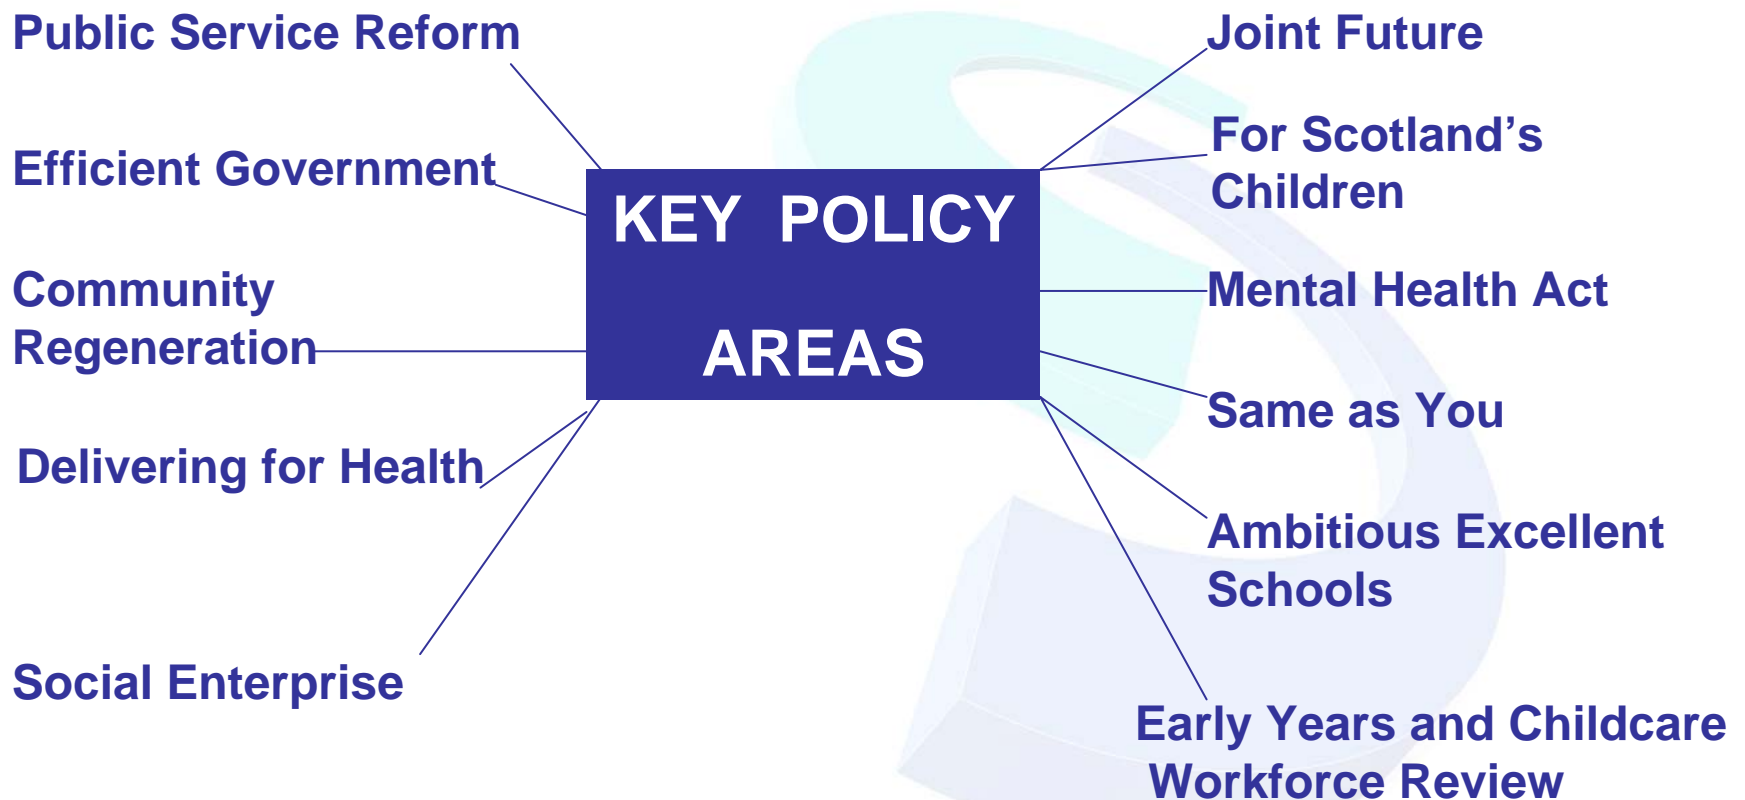 Public Service Reform
Efficient Government
Community
Regeneration
Delivering for Health
Social Enterprise
KEY POLICY
AREAS
Joint Future
For Scotland’s
Children
Mental Health Act
Same as You
Ambitious Excellent
Schools
Early Years and Childcare
Workforce Review